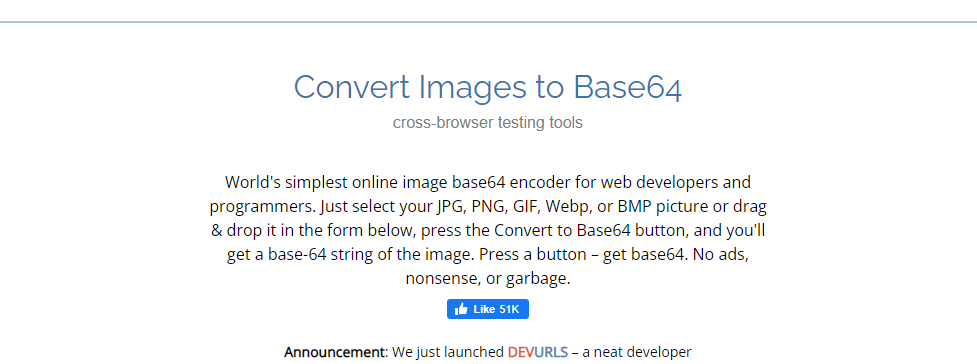 Convert Images to Base64
cross-browser testing tools
World's simplest online image base64 encoder for web developers and
programmers. Just select your JPG, PNG, GIF, Webp, or BMP picture or drag
& drop it in the form below, press the Convert to Base64 button, and you'll
get a base-64 string of the image. Press a button – get base64. No ads,
nonsense, or garbage.
Like 51K
Announcement: We just launched DEVURLS – a neat developer